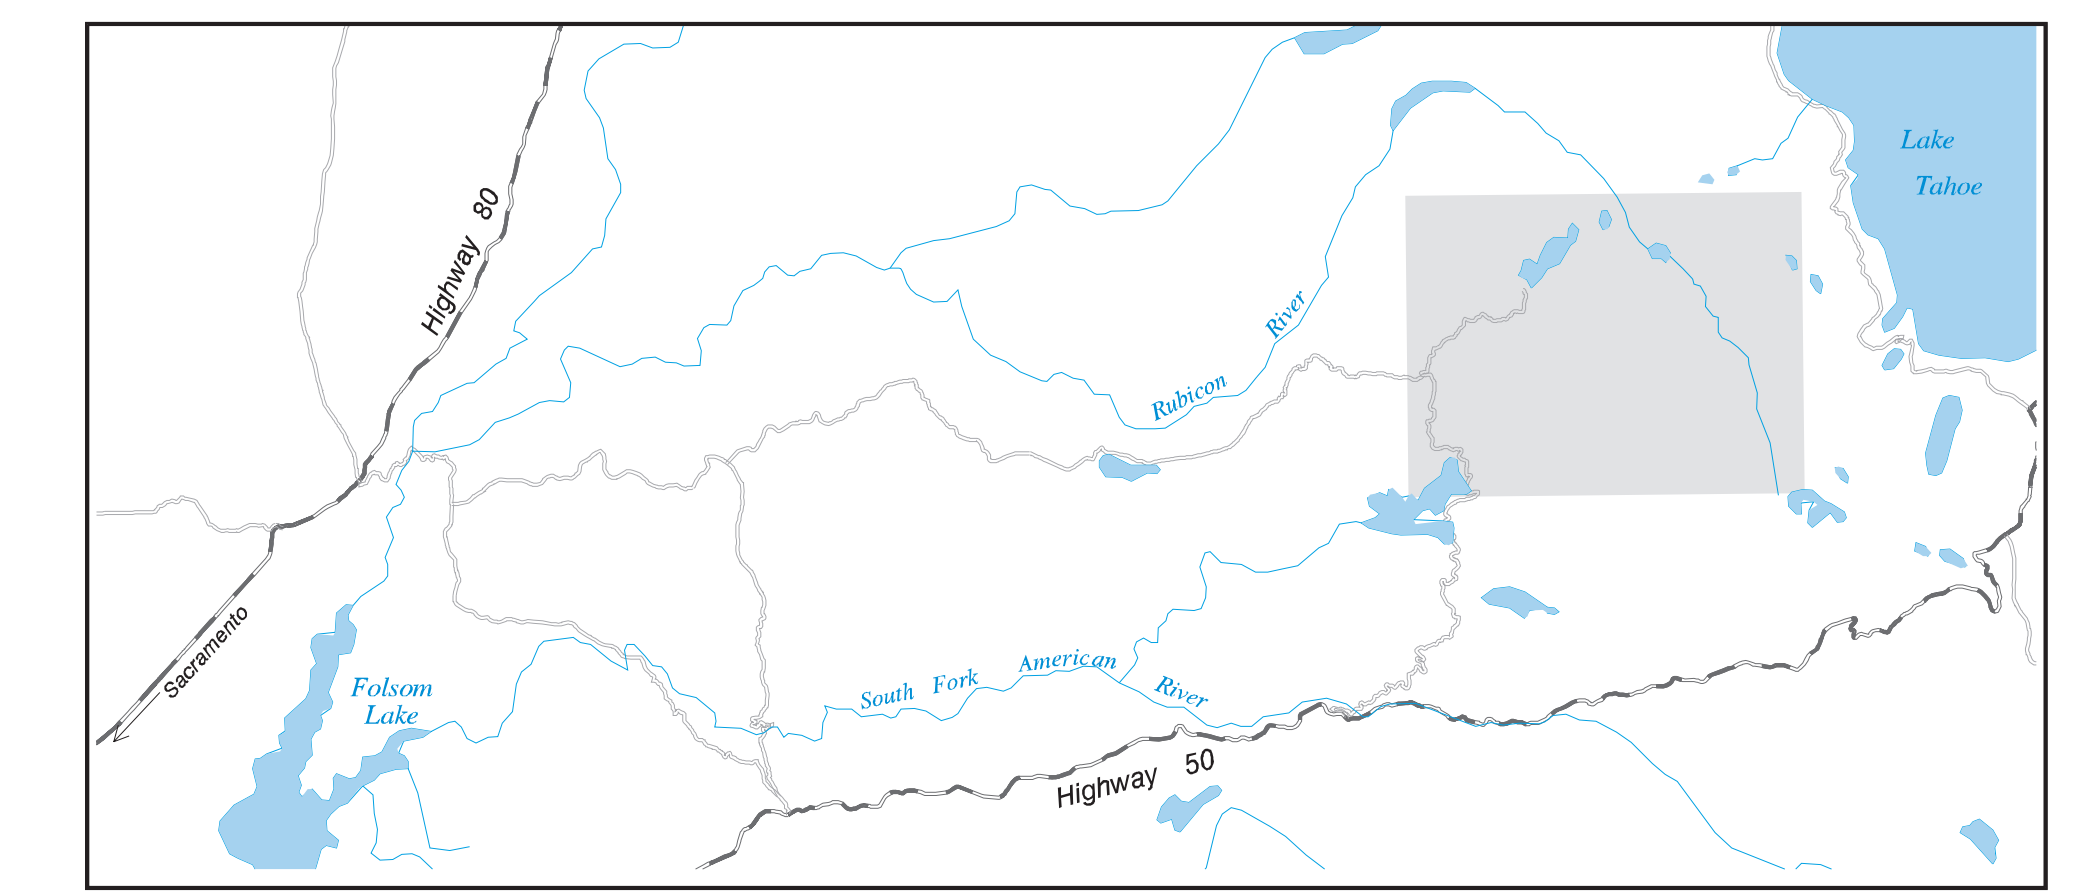 Lake
Tahoe
Highway 80
Rubicon River
Sacramento
Folsom
Lake
South Fork American River
Highway 50